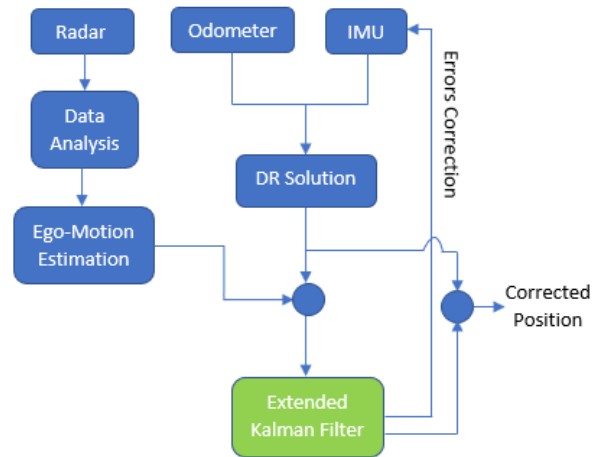 Radar
Odometer
IMU
Errors Correction
Data
Analysis
DR Solution
Ego-Motion
Estimation
Corrected
Position
Extended
Kalman Filter